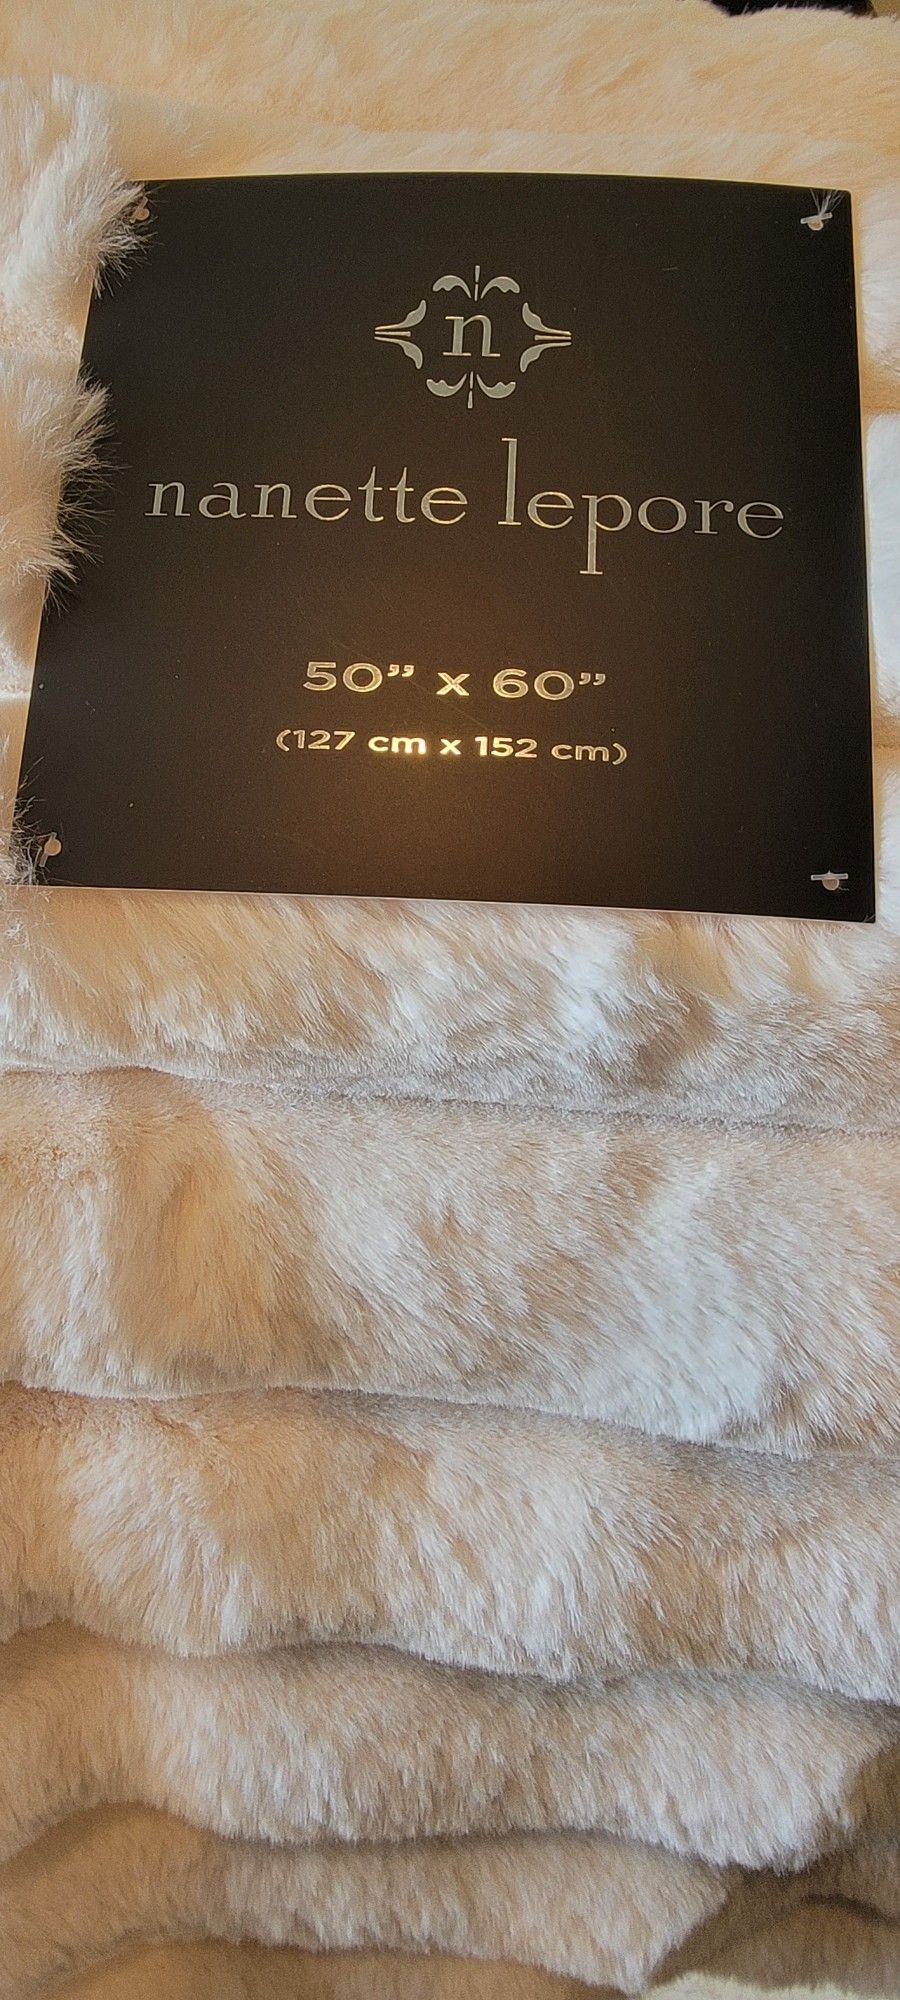 n
nanette lepore
50” x 60”
(127 cm x 152 cm)